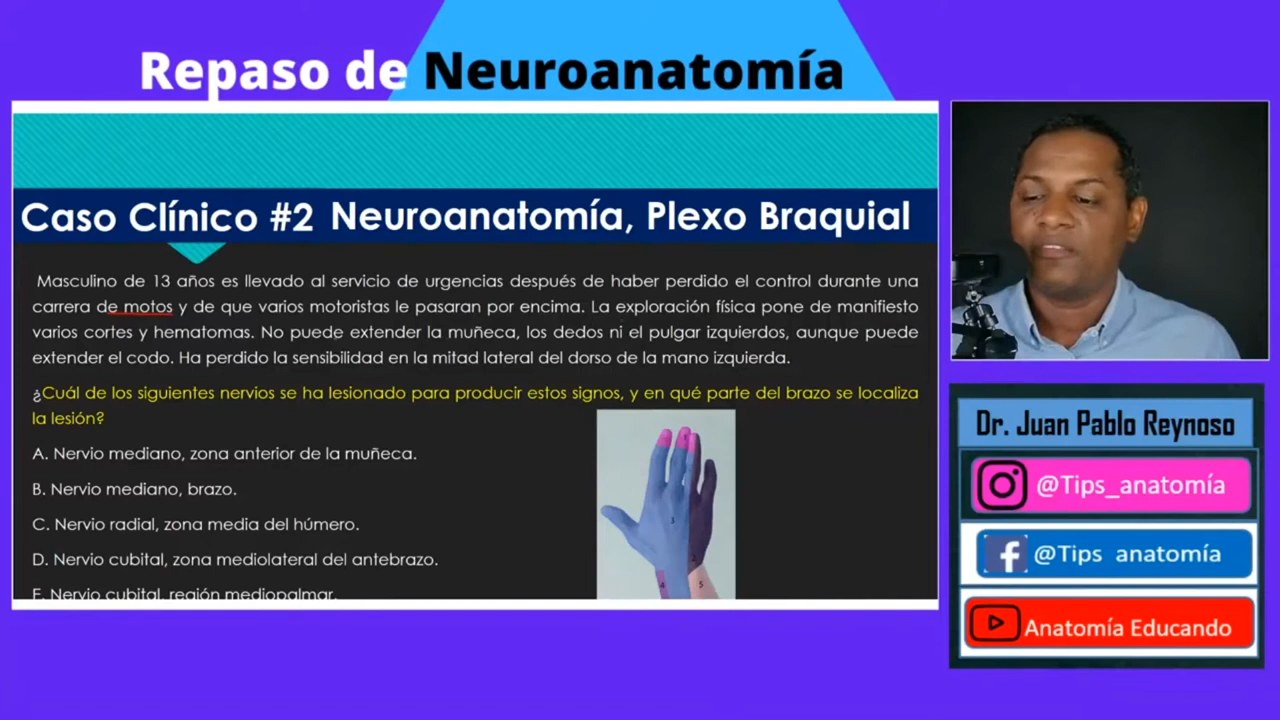 Repaso de Neuroanatomía
Caso Clínico #2 Neuroanatomía, Plexo Braquial
Masculino de 13 años es llevado al servicio de urgencias después de haber perdido el control durante una
carrera de motos y de que varios motoristas le pasaran por encima. La exploración física pone de manifiesto
varios cortes y hematomas. No puede extender la muñeca, los dedos ni el pulgar izquierdos, aunque puede
extender el codo. Ha perdido la sensibilidad en la mitad lateral del dorso de la mano izquierda.
¿Cuál de los siguientes nervios se ha lesionado para producir estos signos, y en qué parte del brazo se localiza
la lesión?
A. Nervio mediano, zona anterior de la muñeca.
B. Nervio mediano, brazo.
C. Nervio radial, zona media del húmero.
D. Nervio cubital, zona mediolateral del antebrazo.
E. Nervio cubital, región mediopalmar.
3
4
5
Dr. Juan Pablo Reynoso
@Tips_anatomía
@Tips anatomía
Anatomía Educando